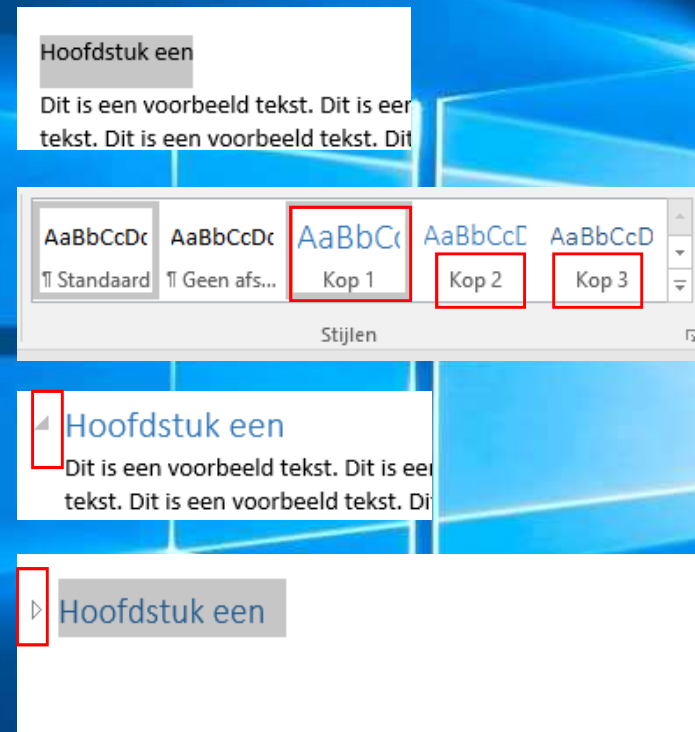 Hoofdstuk een
Dit is een voorbeeld tekst. Dit is een
tekst. Dit is een voorbeeld tekst. Dit
AaBbCcDc AaBbCcDc AaBbCc AaBbCcD AaBbCcD
¶ Standaard ¶ Geen afs... Kop 1 Kop 2 Kop 3
Stijlen
Hoofdstuk een
Dit is een voorbeeld tekst. Dit is een
tekst. Dit is een voorbeeld tekst. Di
Hoofdstuk een